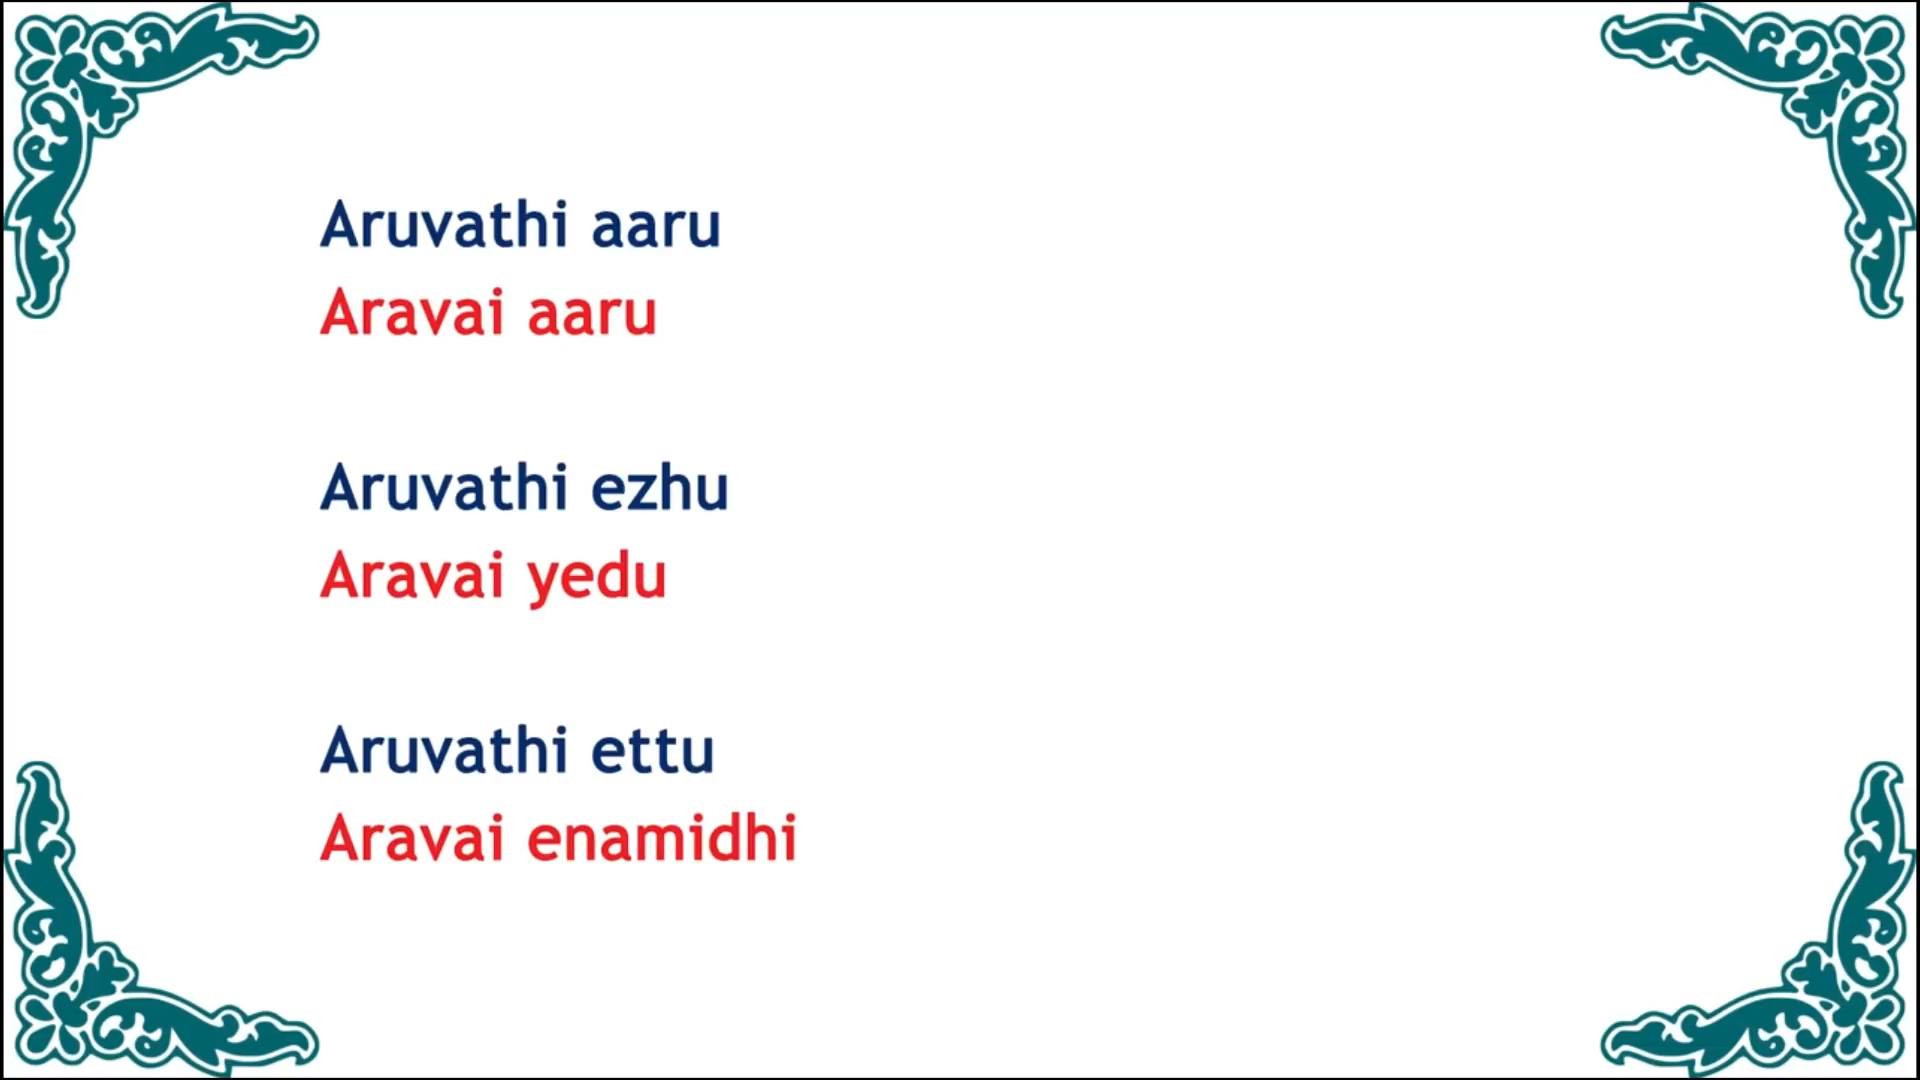 Aruvathi aaru
Aravai aaru
Aruvathi ezhu
Aravai yedu
Aruvathi ettu
Aravai enamidhi